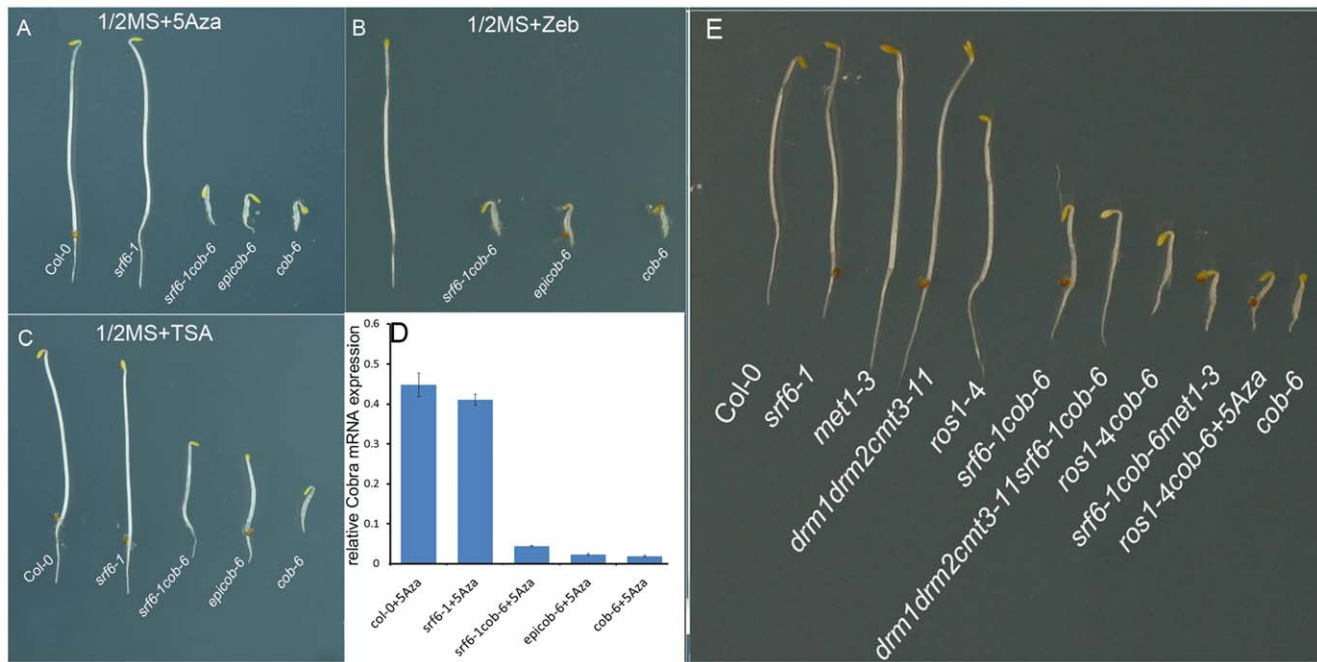 A
1/2MS+5Aza
Col-0
srf6-1
srf6-1cob-6
epicob-6
cob-6
B
1/2MS+Zeb
srf6-1cob-6
epicob-6
cob-6
C
1/2MS+TSA
Col-0
srf6-1
srf6-1cob-6
epicob-6
cob-6
D
relative Cobra mRNA expression
0.6
0.5
0.4
0.3
0.2
0.1
0
col-0+5Aza
srf6-1+5Aza
srf6-1cob-6+5Aza
epicob-6+5Aza
cob-6+5Aza
E
Col-0
srf6-1
met1-3
drm1drm2cmt3-11
ros1-4
srf6-1cob-6
drm1drm2cmt3-11srf6-1cob-6
ros1-4cob-6
srf6-1cob-6met1-3
ros1-4cob-6+5Aza
cob-6